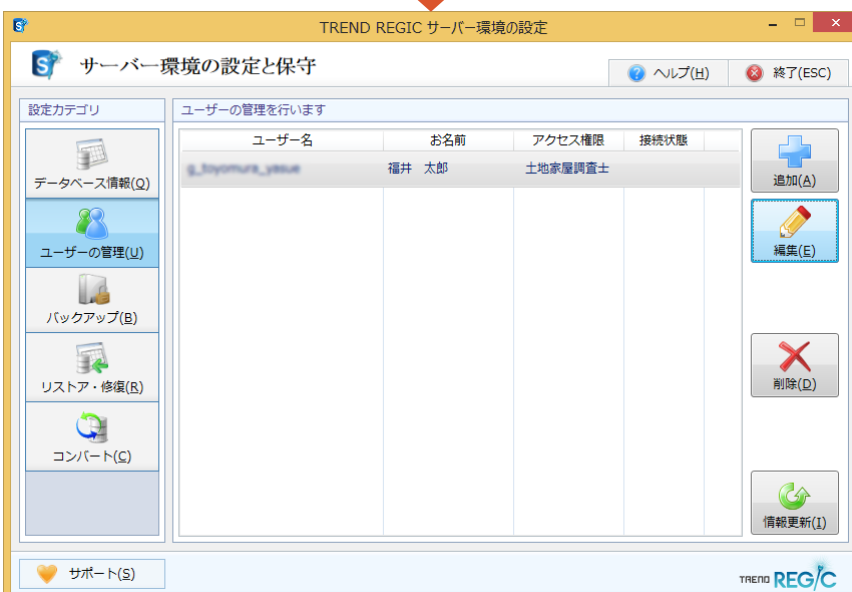 TREND REGIC サーバー環境の設定
サーバー環境の設定と保守
ヘルプ(H)
終了(ESC)
設定カテゴリ
ユーザーの管理を行います
データベース情報(Q)
ユーザーの管理(U)
バックアップ(B)
リストア・修復(R)
コンバート(C)
ユーザー名 お名前 アクセス権限 接続状態
福井 太郎 土地家屋調査士
追加(A)
編集(E)
削除(D)
情報更新(I)
サポート(S)
TREND REGIC